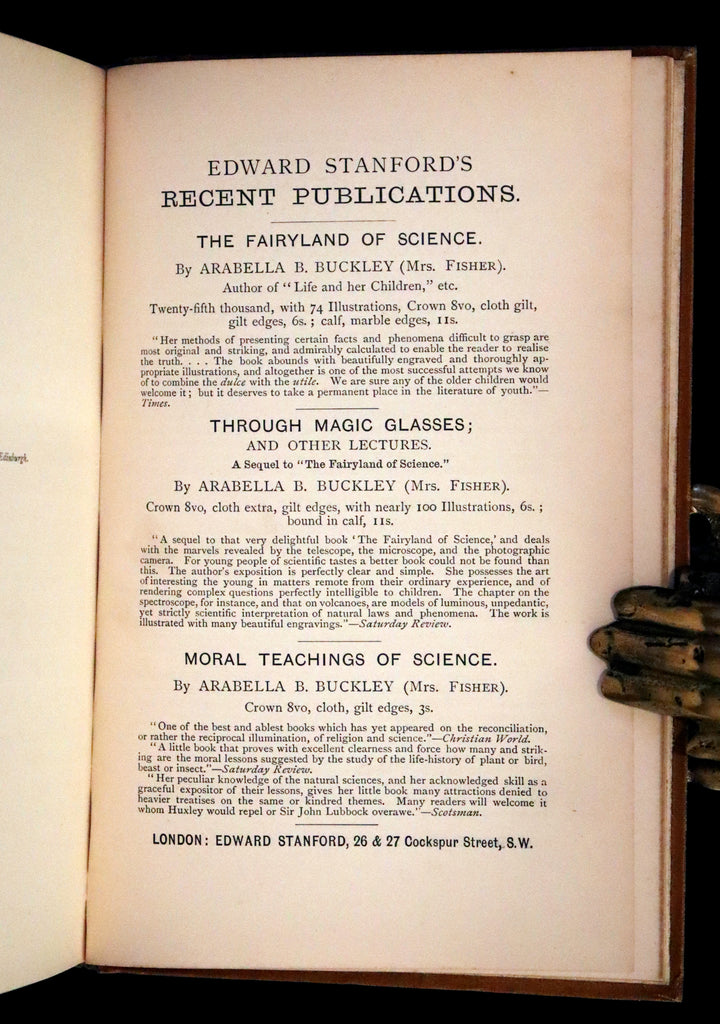 Edinburgh.
EDWARD STANFORD'S
RECENT PUBLICATIONS.
THE FAIRYLAND OF SCIENCE.
By ARABELLA B. BUCKLEY (Mrs. FISHER).
Author of “Life and her Children,” etc.
Twenty-fifth thousand, with 74 Illustrations, Crown 8vo, cloth gilt,
gilt edges, 6s. ; calf, marble edges, 11s.
“Her methods of presenting certain facts and phenomena difficult to grasp are
most original and striking, and admirably calculated to enable the reader to realise
the truth. . . . The book abounds with beautifully engraved and thoroughly ap-
propriate illustrations, and altogether is one of the most successful attempts we know
of to combine the dulce with the utile. We are sure any of the older children would
welcome it ; but it deserves to take a permanent place in the literature of youth.”—
Times.
THROUGH MAGIC GLASSES;
AND OTHER LECTURES.
A Sequel to “The Fairyland of Science.”
By ARABELLA B. BUCKLEY (Mrs. FISHER).
Crown 8vo, cloth extra, gilt edges, with nearly 100 Illustrations, 6s. ;
bound in calf, 11s.
“A sequel to that very delightful book ‘The Fairyland of Science,’ and deals
with the marvels revealed by the telescope, the microscope, and the photographic
camera. For young people of scientific tastes a better book could not be found than
this. The author's exposition is perfectly clear and simple. She possesses the art
of interesting the young in matters remote from their ordinary experience, and of
rendering complex questions perfectly intelligible to children. The chapter on the
spectroscope, for instance, and that on volcanoes, are models of luminous, unpedantic,
yet strictly scientific interpretation of natural laws and phenomena. The work is
illustrated with many beautiful engravings.”—Saturday Review.
MORAL TEACHINGS OF SCIENCE.
By ARABELLA B. BUCKLEY (Mrs. FISHER).
Crown 8vo, cloth, gilt edges, 3s.
“One of the best and ablest books which has yet appeared on the reconciliation,
or rather the reciprocal illumination, of religion and science.”—Christian World.
“A little book that proves with excellent clearness and force how many and strik-
ing are the moral lessons suggested by the study of the life-history of plant or bird,
beast or insect.”—Saturday Review.
“Her peculiar knowledge of the natural sciences, and her acknowledged skill as a
graceful expositor of their lessons, gives her little book many attractions denied to
heavier treatises on the same or kindred themes. Many readers will welcome it
whom Huxley would repel or Sir John Lubbock overawe.”—Scotsman.
LONDON: EDWARD STANFORD, 26 & 27 Cockspur Street, S.W.